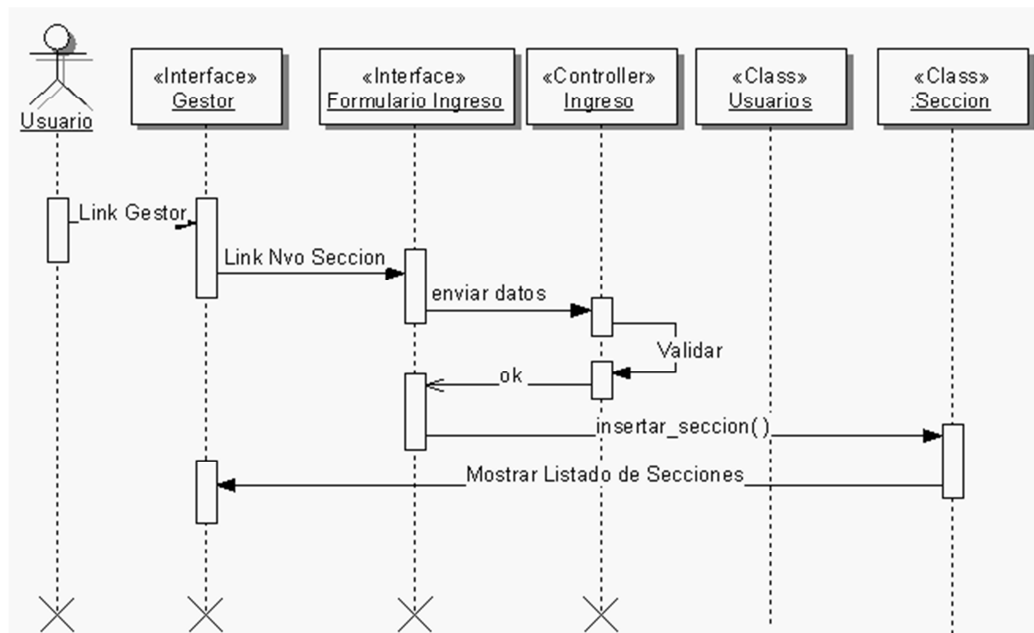 Usuario
«Interface»
Gestor
«Interface»
Formulario Ingreso
«Controller»
Ingreso
«Class»
Usuarios
«Class»
:Seccion
Link Gestor
Link Nvo Seccion
enviar datos
Validar
ok
insertar_seccion()
Mostrar Listado de Secciones